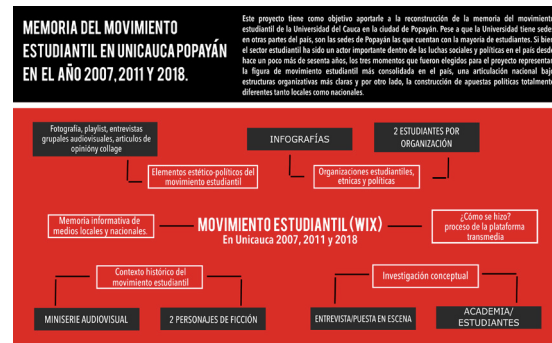 MEMORIA DEL MOVIMIENTO
ESTUDIANTIL EN UNICAUCA POPAYÁN
EN EL AÑO 2007, 2011 Y 2018.
Este proyecto tiene como objetivo aportarle a la reconstrucción de la memoria del movimiento
estudiantil de la Universidad del Cauca en la ciudad de Popayán. Pese a que la Universidad tiene sedes
en otras partes del país, son las sedes de Popayán las que cuentan con la mayoría de estudiantes. Si bien
el sector estudiantil ha sido un actor importante dentro de las luchas sociales y políticas en el país desde
hace un poco más de sesenta años, los tres momentos que fueron elegidos para el proyecto representan
la figura de movimiento estudiantil más consolidada en el país, una articulación nacional bajo
estructuras organizativas más claras y por otro lado, la construcción de apuestas políticas totalmente
diferentes tanto locales como nacionales.
Fotografía, playlist, entrevistas
grupales audiovisuales, artículos de
opinión y collage
INFOGRAFÍAS
2 ESTUDIANTES POR
ORGANIZACIÓN
Elementos estético-políticos del
movimiento estudiantil
Organizaciones estudiantiles,
etnicas y políticas
Memoria informativa de
medios locales y nacionales.
MOVIMIENTO ESTUDIANTIL (WIX)
En Unicauca 2007, 2011 y 2018
¿Cómo se hizo?
proceso de la plataforma
transmedia
Contexto histórico del
movimiento estudiantil
Investigación conceptual
MINISERIE AUDIOVISUAL
2 PERSONAJES DE FICCIÓN
ENTREVISTA/PUESTA EN ESCENA
ACADEMIA/
ESTUDIANTES